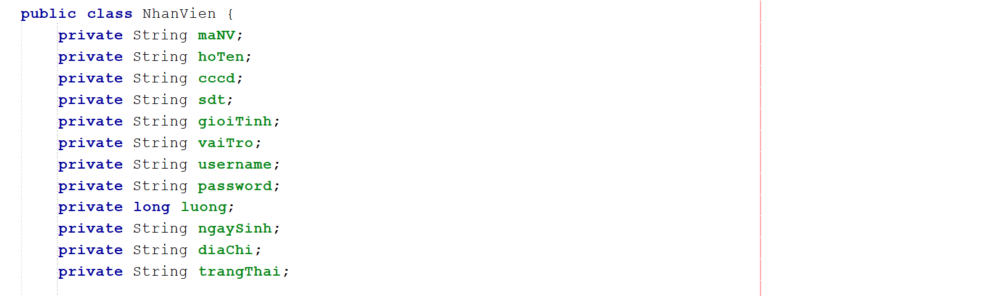 public class NhanVien {
private String maNV;
private String hoTen;
private String cccd;
private String sdt;
private String gioiTinh;
private String vaiTro;
private String username;
private String password;
private long luong;
private String ngaySinh;
private String diaChi;
private String trangThai;